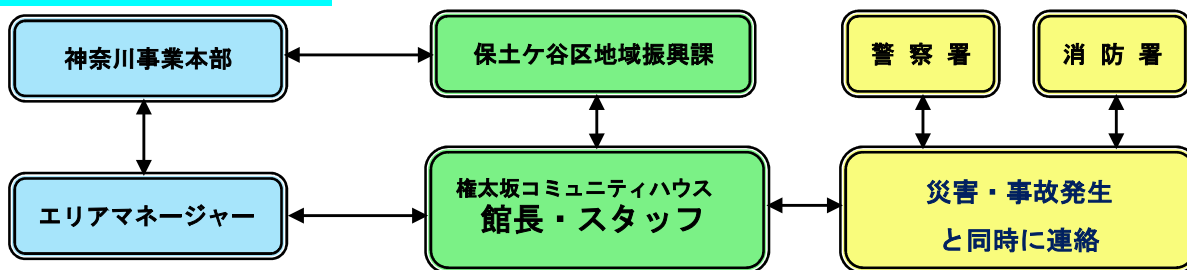 神奈川事業本部
保土ケ谷区地域振興課
警察署
消防署
エリアマネージャー
権太坂コミュニティハウス
館長・スタッフ
災害・事故発生
と同時に連絡